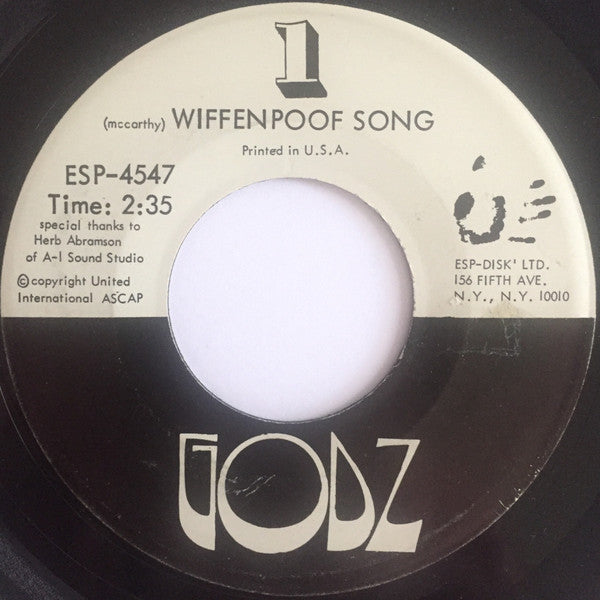 1
(mccarthy) WIFFENPOOF SONG
Printed in U.S.A.
ESP-4547
Time: 2:35
special thanks to
Herb Abramson
of A-1 Sound Studio
© copyright United
International ASCAP
ESP-DISK' LTD.
156 FIFTH AVE.
N.Y., N.Y. 10010
GODZ